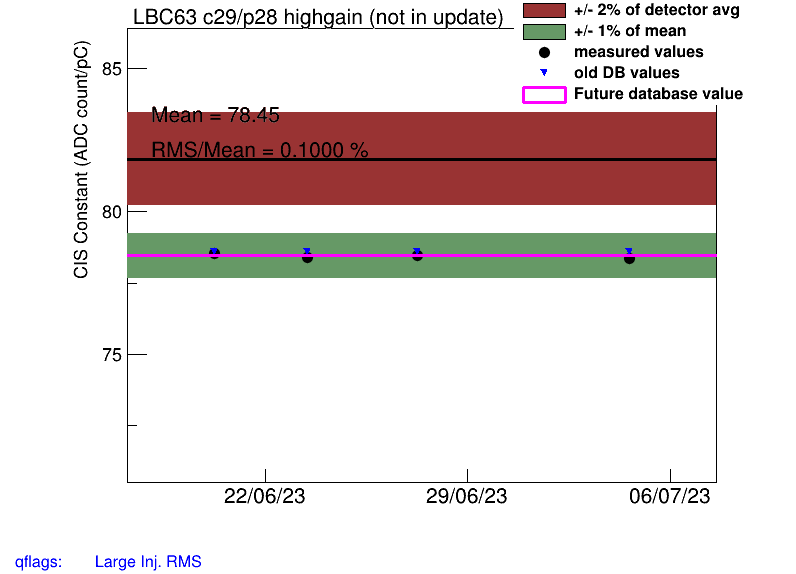 LBC63 c29/p28 highgain (not in update)
+/- 2% of detector avg
+/- 1% of mean
measured values
old DB values
Future database value
CIS Constant (ADC count/pC)
85
80
75
Mean = 78.45
RMS/Mean = 0.1000 %
22/06/23
29/06/23
06/07/23
qflags: Large Inj. RMS